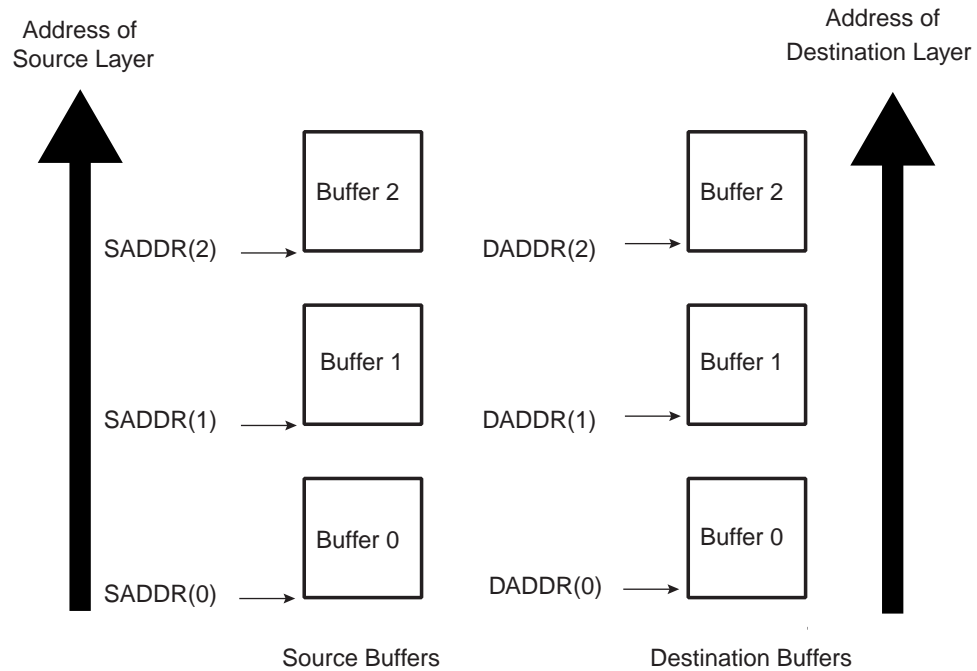 Address of
Source Layer
Address of
Destination Layer
Buffer 2
Buffer 2
SADDR(2)
DADDR(2)
Buffer 1
Buffer 1
SADDR(1)
DADDR(1)
Buffer 0
Buffer 0
SADDR(0)
DADDR(0)
Source Buffers
Destination Buffers